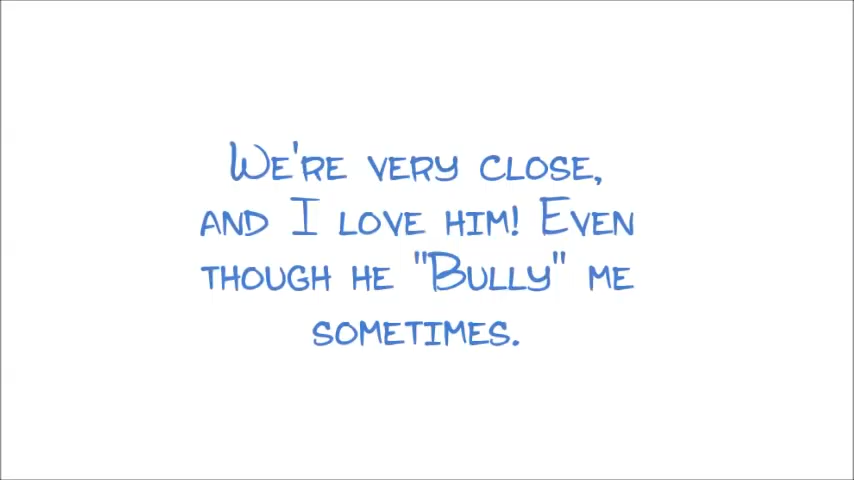 We're very close,
and I love him! Even
though he "Bully" me
sometimes.